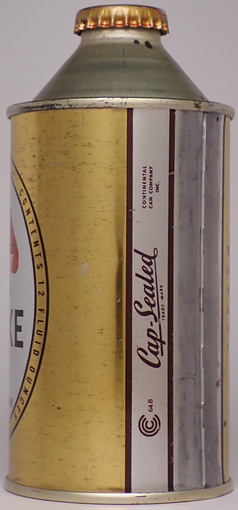 CONTENTS 12 FLUID OUNCES
KE
CONTINENTAL
CAN COMPANY
INC.
Cap-Sealed
TRADE MARK
64B